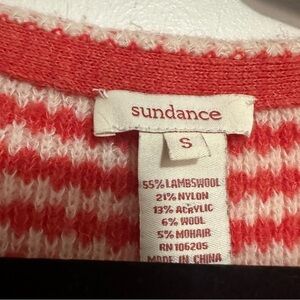 sundance
S
55% LAMBSWOOL
21% NYLON
13% ACRYLIC
6% WOOL
5% MOHAIR
RN 106205
MADE IN CHINA